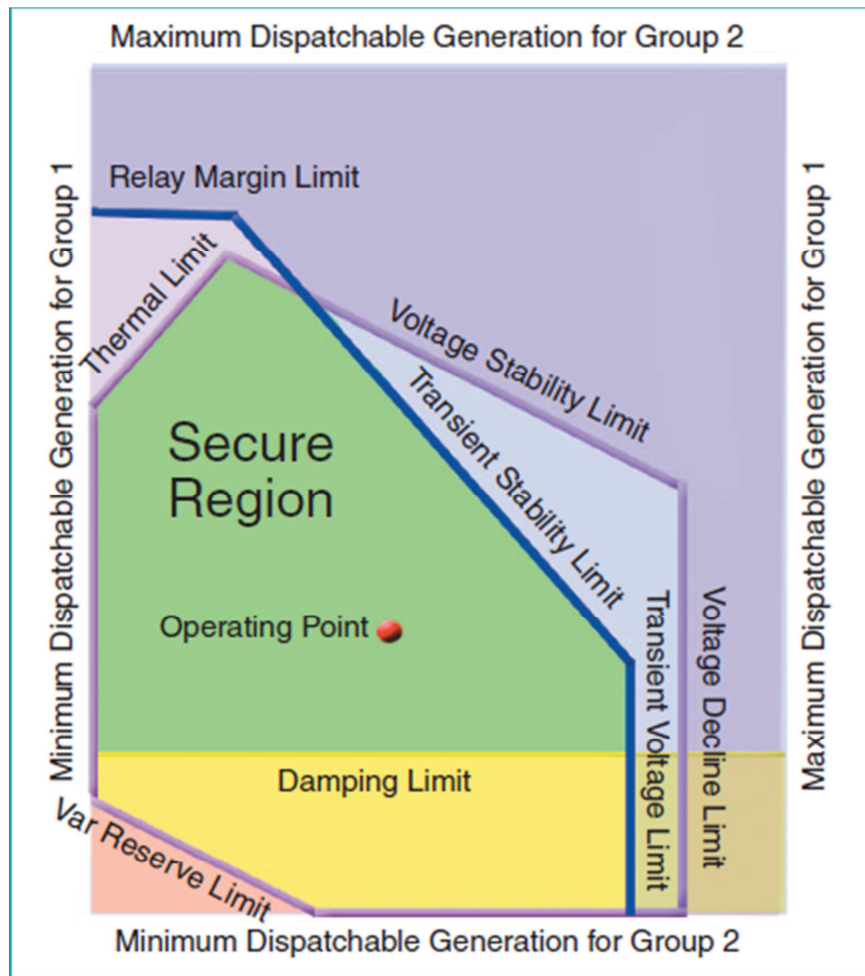 Maximum Dispatchable Generation for Group 2
Minimum Dispatchable Generation for Group 1
Maximum Dispatchable Generation for Group 1
Relay Margin Limit
Thermal Limit
Voltage Stability Limit
Transient Stability Limit
Secure
Region
Operating Point
Transient Voltage Limit
Voltage Decline Limit
Damping Limit
Var Reserve Limit
Minimum Dispatchable Generation for Group 2